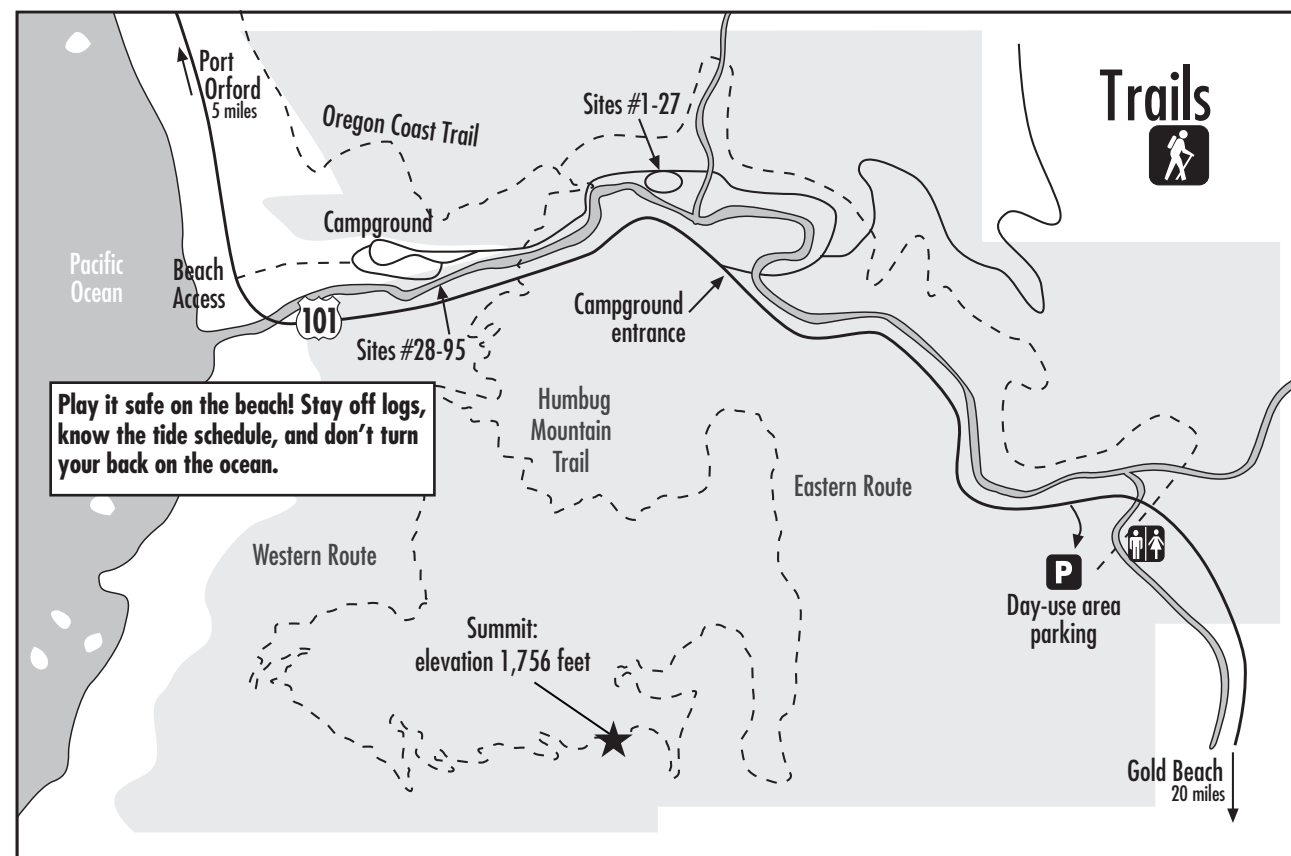 Trails
Port
Orford
5 miles
Oregon Coast Trail
Sites #1-27
Campground
Pacific
Ocean
Beach
Access
101
Campground
entrance
Sites #28-95
Play it safe on the beach! Stay off logs,
know the tide schedule, and don’t turn
your back on the ocean.
Humbug
Mountain
Trail
Eastern Route
Western Route
P
Day-use area
parking
Summit:
elevation 1,756 feet
Gold Beach
20 miles